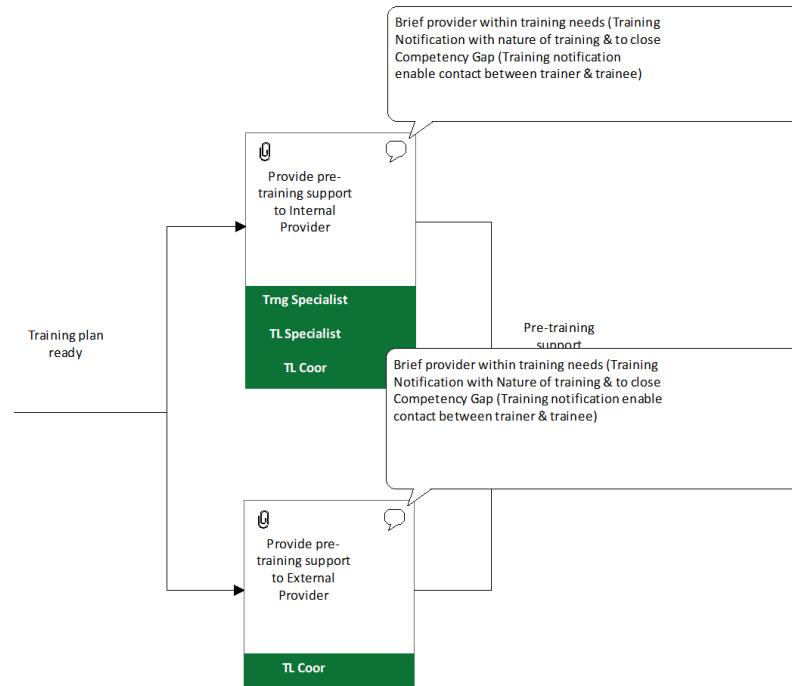 Brief provider within training needs (Training
Notification with nature of training & to close
Competency Gap (Training notification
enable contact between trainer & trainee)
Provide pre-
training support
to Internal
Provider
Trng Specialist
TL Specialist
TL Coor
Training plan
ready
Pre-training
support
Brief provider within training needs (Training
Notification with Nature of training & to close
Competency Gap (Training notification enable
contact between trainer & trainee)
Provide pre-
training support
to External
Provider
TL Coor